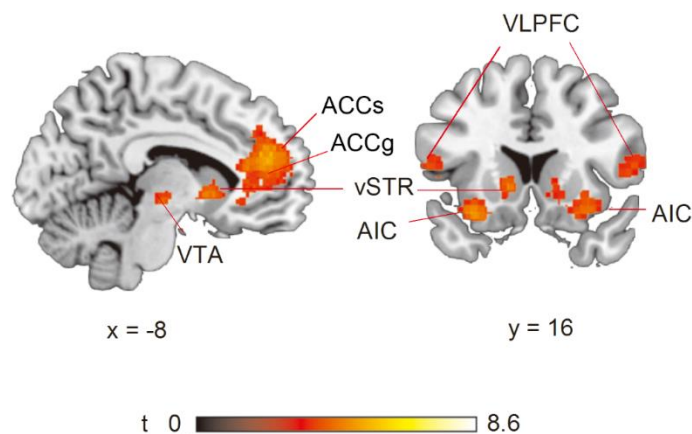 VLPFC
ACCs
ACCg
vSTR
AIC
AIC
VTA
x = -8
y = 16
t 0 8.6